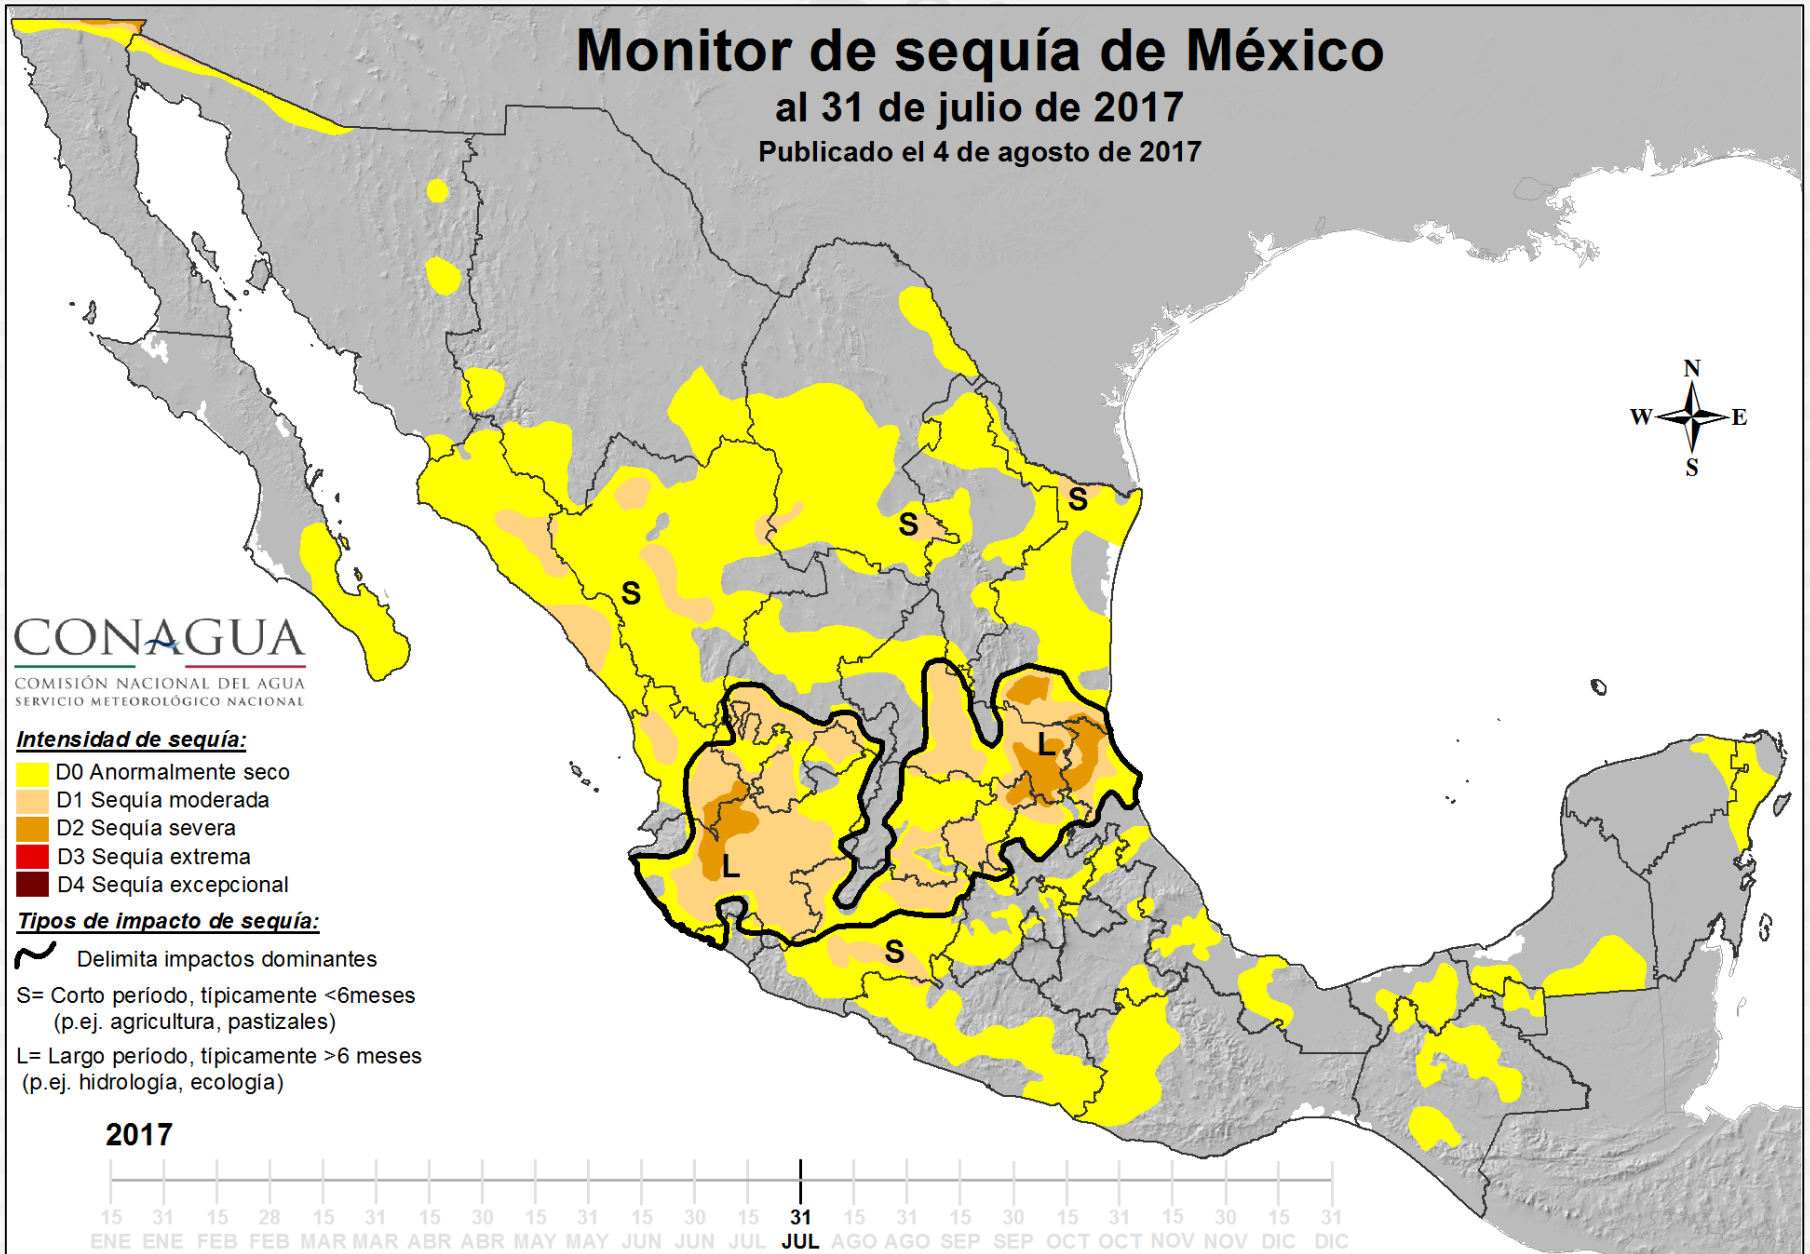 Monitor de sequía de México
al 31 de julio de 2017
Publicado el 4 de agosto de 2017
N
W E
S
S
S
S
L
L
S
CONAGUA
COMISIÓN NACIONAL DEL AGUA
SERVICIO METEOROLÓGICO NACIONAL
Intensidad de sequía:
D0 Anormalmente seco
D1 Sequía moderada
D2 Sequía severa
D3 Sequía extrema
D4 Sequía excepcional
Tipos de impacto de sequía:
Delimita impactos dominantes
S= Corto período, típicamente <6meses
(p.ej. agricultura, pastizales)
L= Largo período, típicamente >6 meses
(p.ej. hidrología, ecología)
2017
15 31 15 28 15 31 15 30 15 31 15 30 15 31 15 31 15 30 15 31 15 30 15 31
ENE ENE FEB FEB MAR MAR ABR ABR MAY MAY JUN JUN JUL JUL AGO AGO SEP SEP OCT OCT NOV NOV DIC DIC